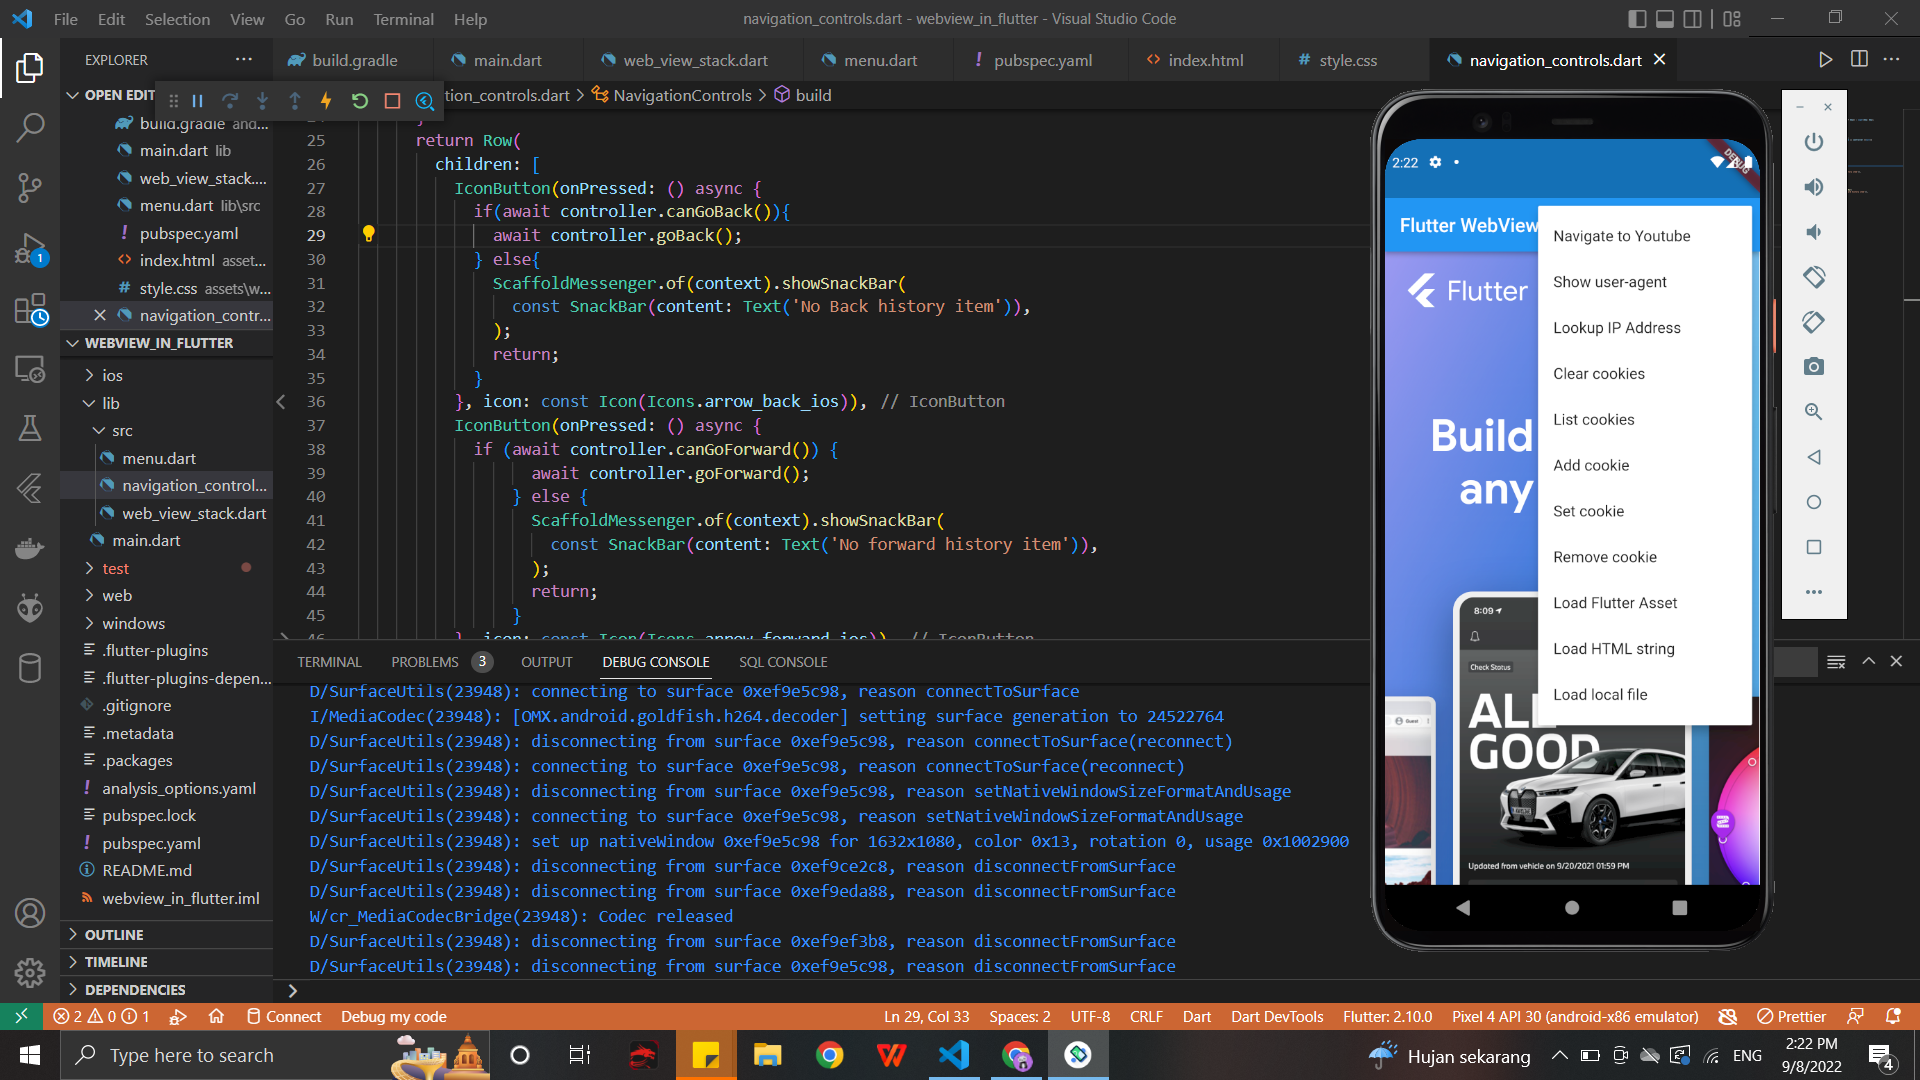 File Edit Selection View Go Run Terminal Help
navigation_controls.dart - webview_in_flutter - Visual Studio Code
EXPLORER
build.gradle
main.dart
web_view_stack.dart
menu.dart
pubspec.yaml
index.html
style.css
navigation_controls.dart
OPEN EDIT
build.gradle and...
main.dart lib
web_view_stack....
menu.dart lib\src
pubspec.yaml
index.html asset...
style.css assets\w...
navigation_contr...
WEBVIEW_IN_FLUTTER
ios
lib
src
menu.dart
navigation_control...
web_view_stack.dart
main.dart
test
web
windows
.flutter-plugins
.flutter-plugins-depen...
.gitignore
.metadata
.packages
analysis_options.yaml
pubspec.lock
pubspec.yaml
README.md
webview_in_flutter.iml
OUTLINE
TIMELINE
DEPENDENCIES
1
tion_controls.dart > NavigationControls > build
25 return Row(
26 children: [
27 IconButton(onPressed: () async {
28 if(await controller.canGoBack()){
29 await controller.goBack();
30 } else{
31 ScaffoldMessenger.of(context).showSnackBar(
32 const SnackBar(content: Text('No Back history item')),
33 );
34 return;
35 }
36 }, icon: const Icon(Icons.arrow_back_ios)), // IconButton
37 IconButton(onPressed: () async {
38 if (await controller.canGoForward()) {
39 await controller.goForward();
40 } else {
41 ScaffoldMessenger.of(context).showSnackBar(
42 const SnackBar(content: Text('No forward history item')),
43 );
44 return;
45 }
46 }, icon: const Icon(Icons.arrow_forward_ios)), // IconButton
TERMINAL PROBLEMS 3 OUTPUT DEBUG CONSOLE SQL CONSOLE
D/SurfaceUtils(23948): connecting to surface 0xef9e5c98, reason connectToSurface
I/MediaCodec(23948): [OMX.android.goldfish.h264.decoder] setting surface generation to 24522764
D/SurfaceUtils(23948): disconnecting from surface 0xef9e5c98, reason connectToSurface(reconnect)
D/SurfaceUtils(23948): connecting to surface 0xef9e5c98, reason connectToSurface(reconnect)
D/SurfaceUtils(23948): disconnecting from surface 0xef9e5c98, reason setNativeWindowSizeFormatAndUsage
D/SurfaceUtils(23948): connecting to surface 0xef9e5c98, reason setNativeWindowSizeFormatAndUsage
D/SurfaceUtils(23948): set up nativeWindow 0xef9e5c98 for 1632x1080, color 0x13, rotation 0, usage 0x1002900
D/SurfaceUtils(23948): disconnecting from surface 0xef9ce2c8, reason disconnectFromSurface
D/SurfaceUtils(23948): disconnecting from surface 0xef9eda88, reason disconnectFromSurface
W/cr_MediaCodecBridge(23948): Codec released
D/SurfaceUtils(23948): disconnecting from surface 0xef9ef3b8, reason disconnectFromSurface
D/SurfaceUtils(23948): disconnecting from surface 0xef9e5c98, reason disconnectFromSurface
2:22
DEBUG
Flutter WebView
Flutter
Build
any
Navigate to Youtube
Show user-agent
Lookup IP Address
Clear cookies
List cookies
Add cookie
Set cookie
Remove cookie
Load Flutter Asset
Load HTML string
Load local file
8:09
Check Status
Guest
ALL
GOOD
Updated from vehicle on 9/20/2021 01:59 PM
2 0 1
Connect
Debug my code
Ln 29, Col 33
Spaces: 2
UTF-8
CRLF
Dart
Dart DevTools
Flutter: 2.10.0
Pixel 4 API 30 (android-x86 emulator)
Prettier
Type here to search
Hujan sekarang
ENG
2:22 PM
9/8/2022
4